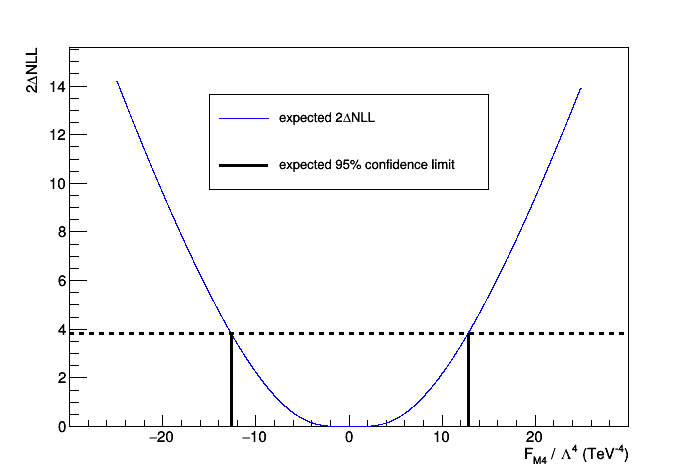 2ΔNLL
14
12
10
8
6
4
2
0
expected 2ΔNLL
expected 95% confidence limit
−20 −10 0 10 20
F_M4 / Λ^4 (TeV^-4)